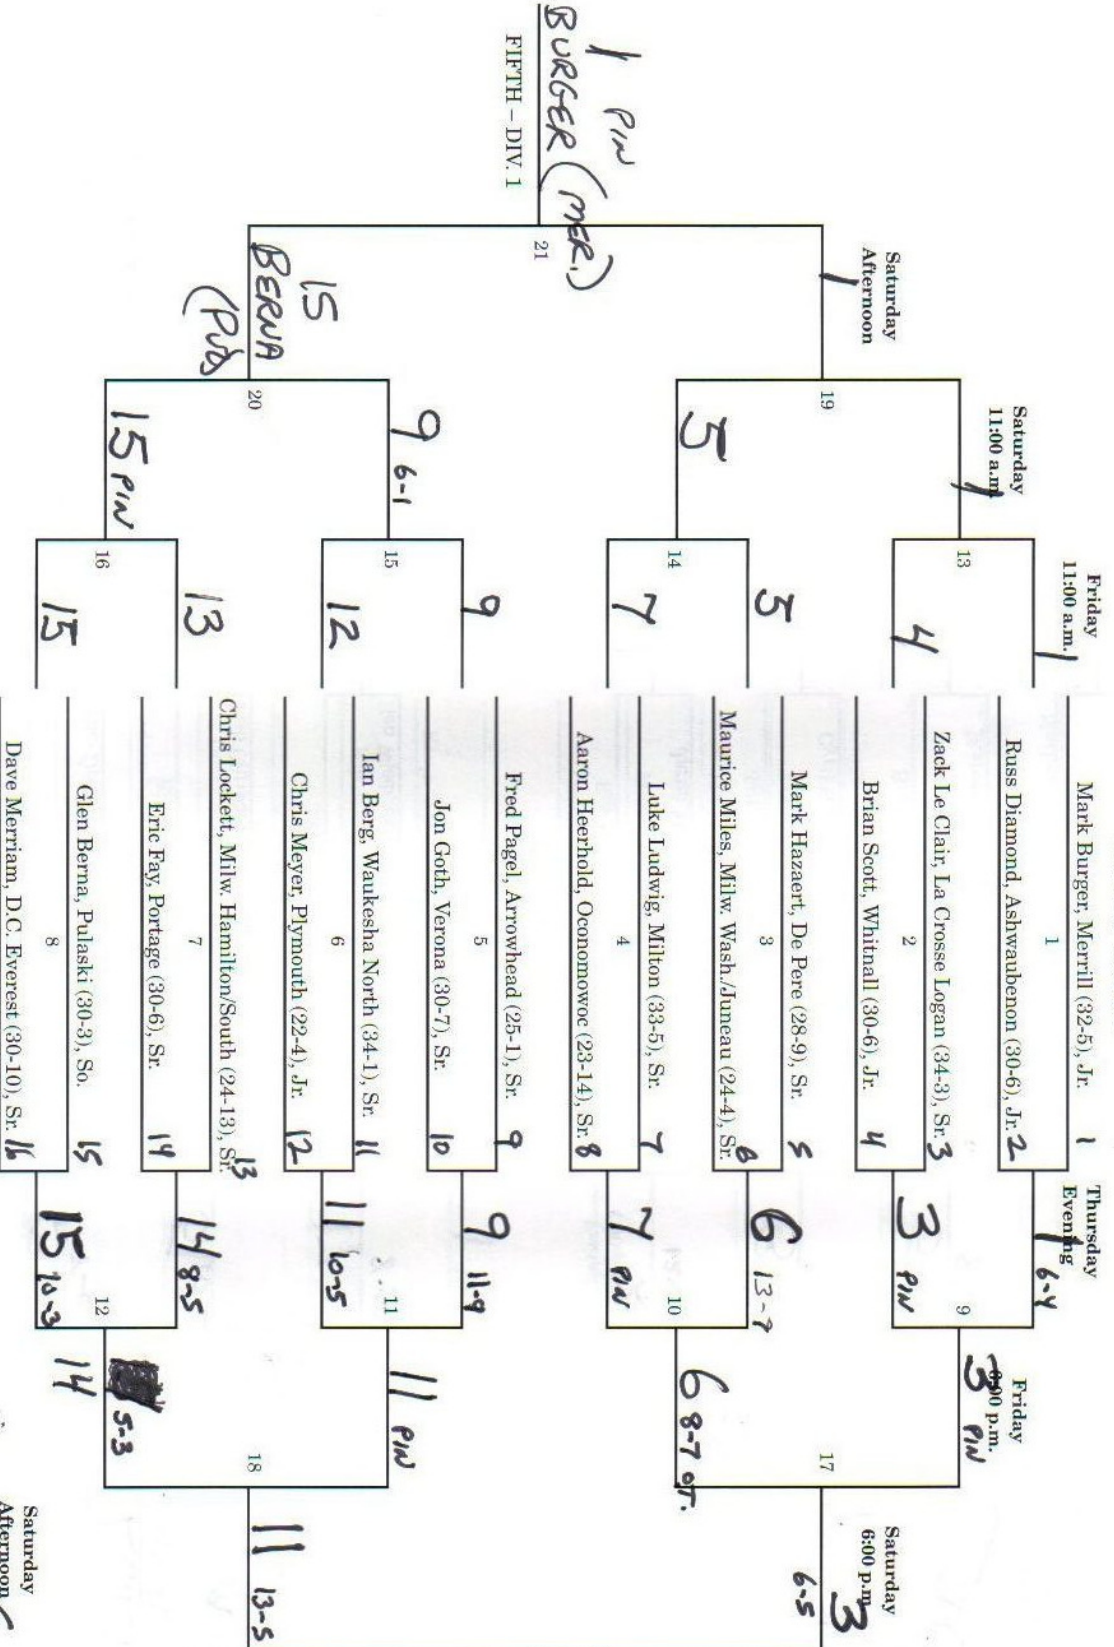 Friday
11:00 a.m.
Saturday
11:00 a.m.
Saturday
Afternoon
Thursday
Evening
Friday
8:00 p.m.
Saturday
6:00 p.m.
Saturday
Afternoon
Mark Burger, Merrill (32-5), Jr. 1
1
Russ Diamond, Ashwaubenon (30-6), Jr. 2
Zack Le Clair, La Crosse Logan (34-3), Sr. 3
2
Brian Scott, Whitnall (30-6), Jr. 4
Mark Hazaert, De Pere (28-9), Sr. 5
3
Maurice Miles, Milw. Wash./Juneau (24-4), Sr. 6
Luke Ludwig, Milton (33-5), Sr. 7
4
Aaron Heerhold, Oconomowoc (23-14), Sr. 8
Fred Pagel, Arrowhead (25-1), Sr. 9
5
Jon Goth, Verona (30-7), Sr. 10
Ian Berg, Waukesha North (34-1), Sr. 11
6
Chris Meyer, Plymouth (22-4), Jr. 12
Chris Lockett, Milw. Hamilton/South (24-13), Sr. 13
7
Eric Fay, Portage (30-6), Sr. 14
Glen Berna, Pulaski (30-3), So. 15
8
Dave Merriam, D.C. Everest (30-10), Sr. 16
1 6-4
9
3 PIN
6 13-7
10
7 PIN
9 11-9
11
11 10-5
14 8-5
12
15 10-3
3 PIN
17
6 8-7 OT.
11 PIN
18
5-3
14
3
6-5
11 13-5
1
13
4
5
14
7
9
15
12
13
16
15
1
19
5
9 6-1
20
15 PIN
1
21
15
BERNA
1 PIN
BURGER (MER.)
FIFTH – DIV. 1